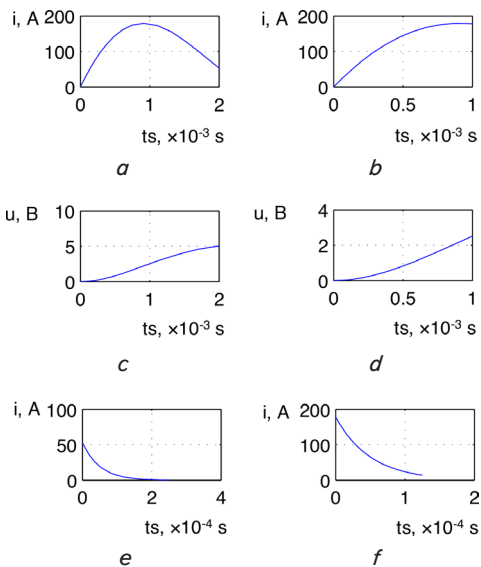 i, A 200
100
0
0 1 2
ts, ×10⁻³ s
a
i, A 200
100
0
0 0.5 1
ts, ×10⁻³ s
b
u, B 10
5
0
0 1 2
ts, ×10⁻³ s
c
u, B 4
2
0
0 0.5 1
ts, ×10⁻³ s
d
i, A 100
50
0
0 2 4
ts, ×10⁻⁴ s
e
i, A 200
100
0
0 1 2
ts, ×10⁻⁴ s
f